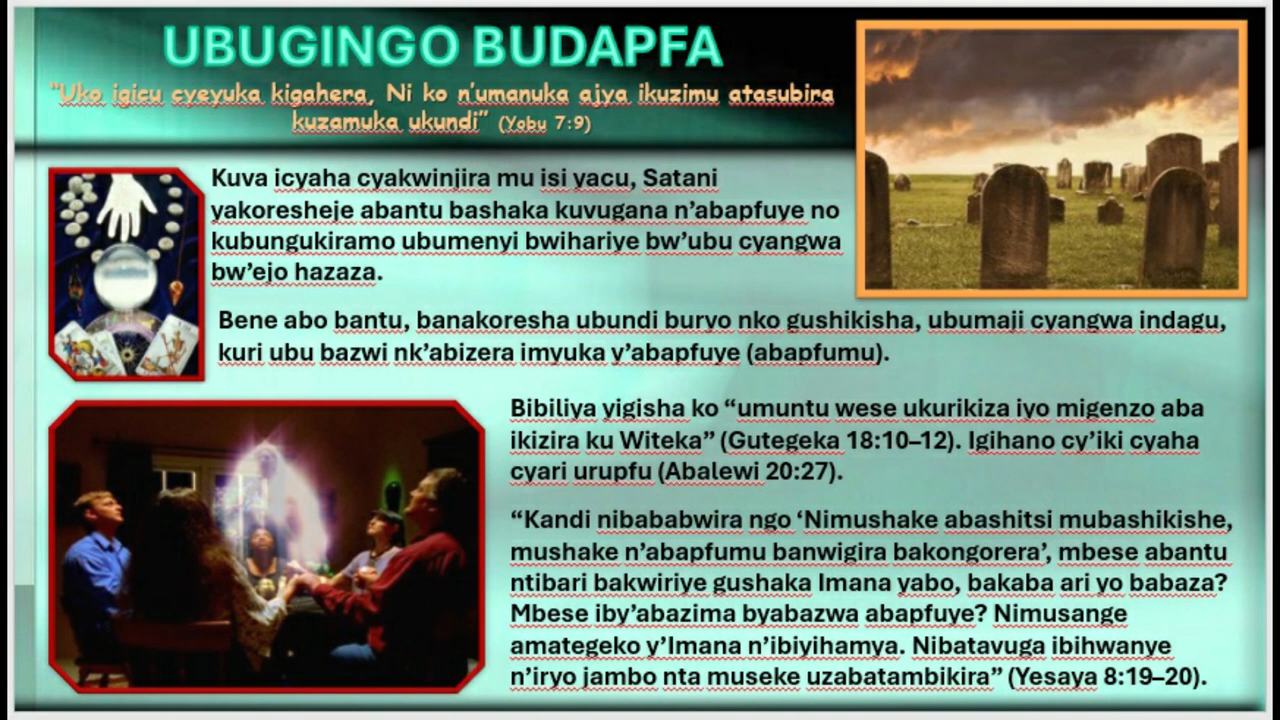 UBUGINGO BUDAPFA
"Uko igicu cyeyuka kigahera, Ni ko n'umanuka ajya ikuzimu atasubira
kuzamuka ukundi" (Yobu 7:9)
Kuva icyaha cyakwinjira mu isi yacu, Satani
yakoresheje abantu bashaka kuvugana n’abapfuye no
kubungukiramo ubumenyi bwihariye bw’ubu cyangwa
bw’ejo hazaza.
Bene abo bantu, banakoresha ubundi buryo nko gushikisha, ubumaji cyangwa indagu,
kuri ubu bazwi nk’abizera imyuka y’abapfuye (abapfumu).
Bibiliya yigisha ko “umuntu wese ukurikiza iyo migenzo aba
ikizira ku Witeka” (Gutegeka 18:10–12). Igihano cy’iki cyaha
cyari urupfu (Abalewi 20:27).
“Kandi nibababwira ngo ‘Nimushake abashitsi mubashikishe,
mushake n’abapfumu banwigira bakongorera’, mbese abantu
ntibari bakwiriye gushaka Imana yabo, bakaba ari yo babaza?
Mbese iby’abazima byabazwa abapfuye? Nimusange
amategeko y’Imana n’ibiyihamya. Nibatavuga ibihwanye
n’iryo jambo nta museke uzabatambikira” (Yesaya 8:19–20).